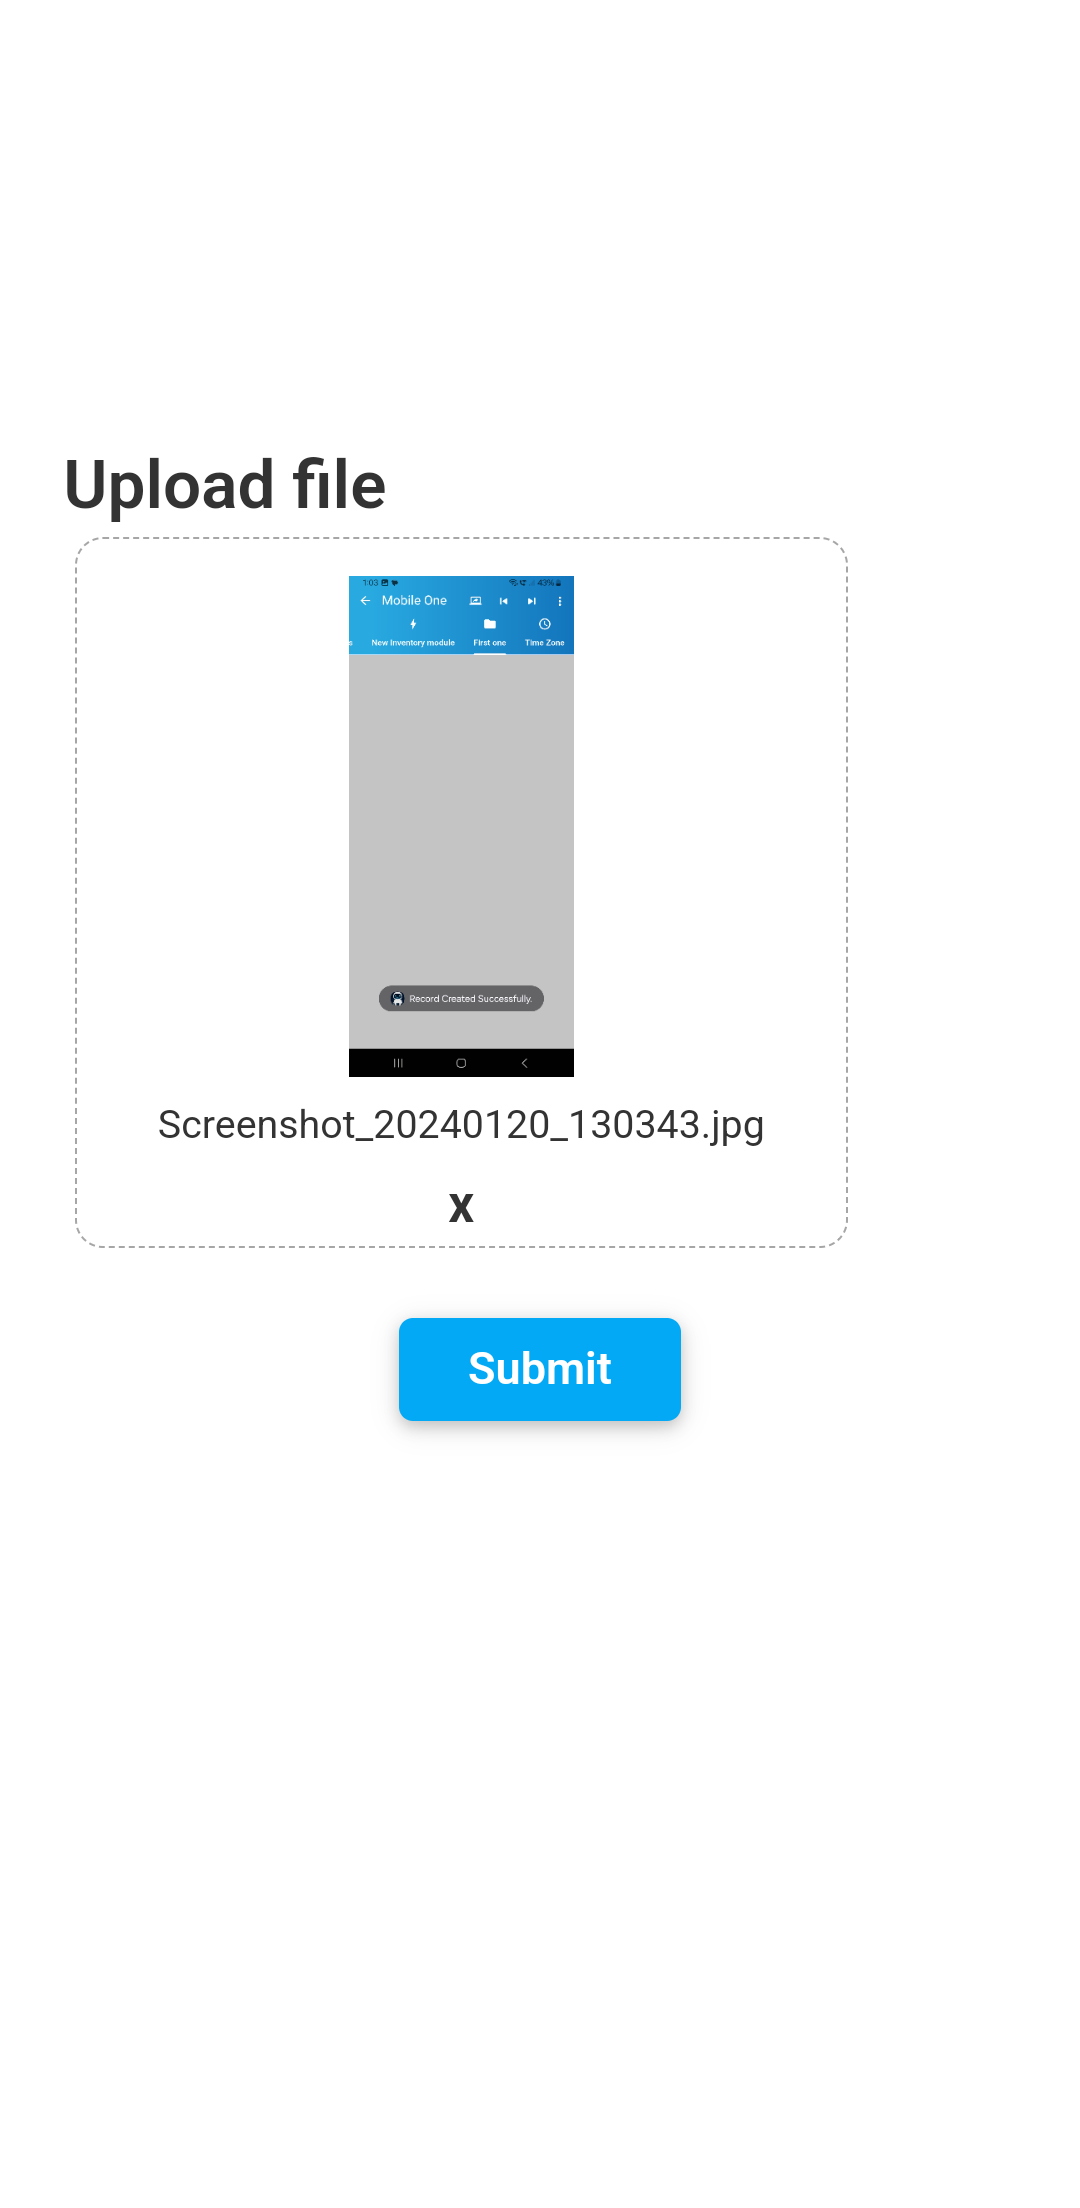 Upload file
1:03 43%
Mobile One
s New Inventory module First one Time Zone
Record Created Successfully.
Screenshot_20240120_130343.jpg
x
Submit